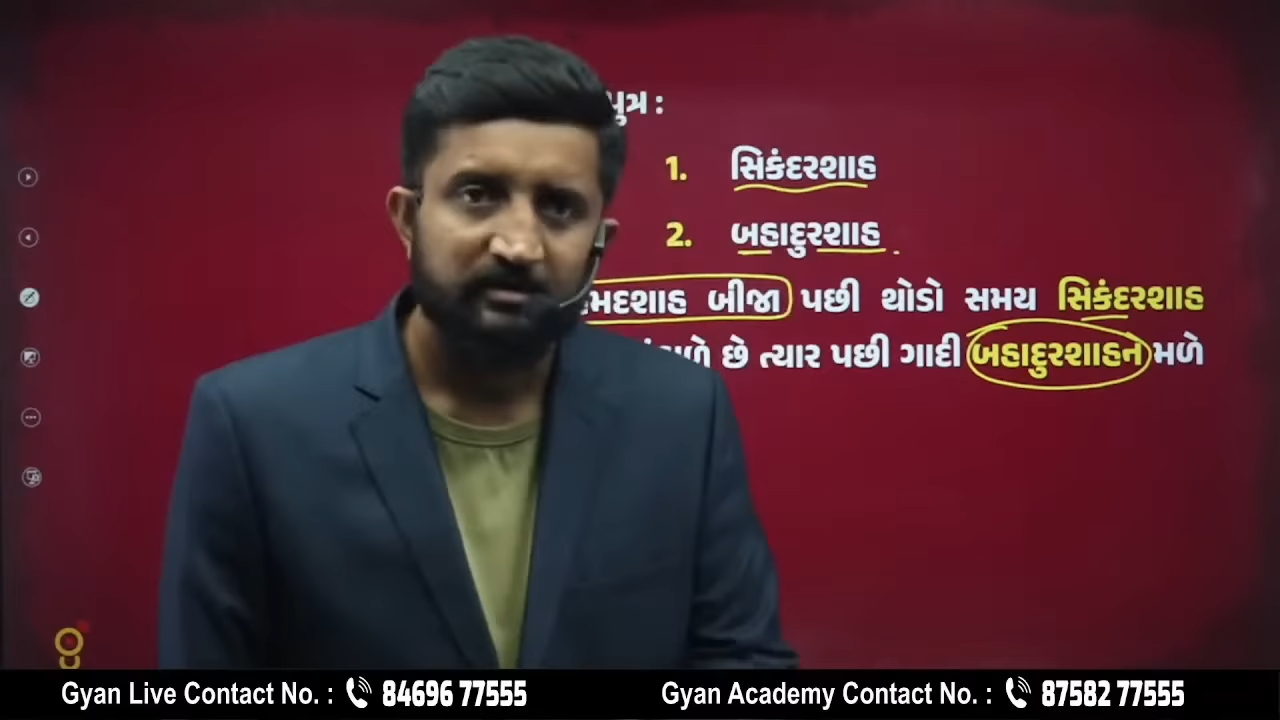 પુત્ર :
1. સિકંદરશાહ
2. બહાદુરશાહ
બીજા પછી થોડો સમય સિકંદરશાહ
છે ત્યાર પછી ગાદી બહાદુરશાહન મળે
Gyan Live Contact No. : 84696 77555 Gyan Academy Contact No. : 87582 77555